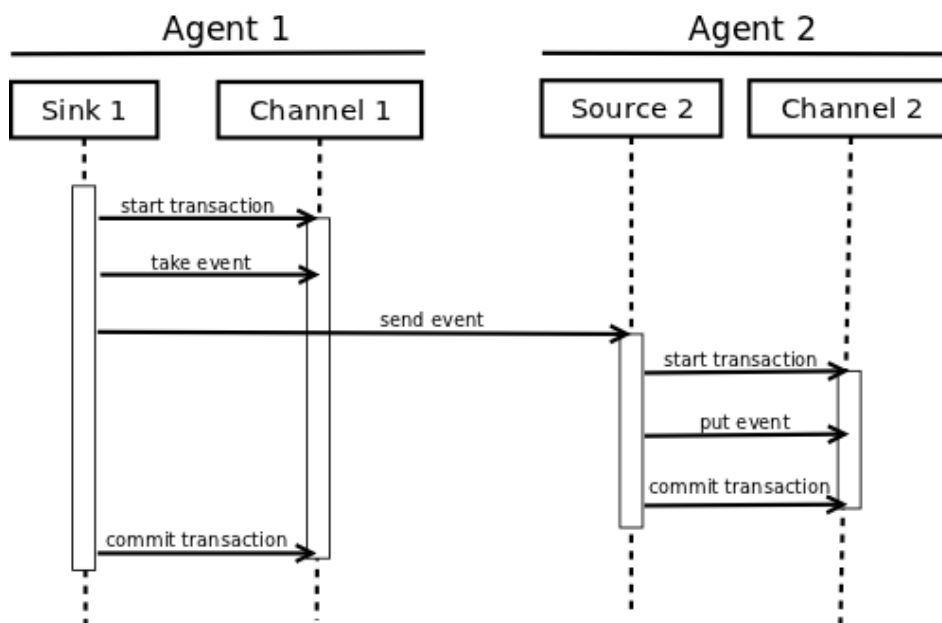 Agent 1
Agent 2
Sink 1
Channel 1
Source 2
Channel 2
start transaction
take event
send event
start transaction
put event
commit transaction
commit transaction